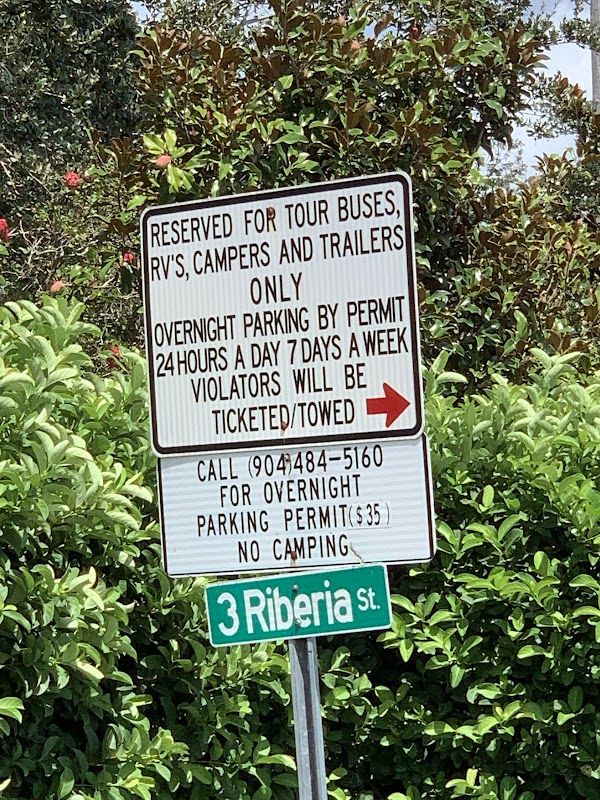 RESERVED FOR TOUR BUSES,
RV'S, CAMPERS AND TRAILERS
ONLY
OVERNIGHT PARKING BY PERMIT
24 HOURS A DAY 7 DAYS A WEEK
VIOLATORS WILL BE
TICKETED/TOWED
CALL (904)484-5160
FOR OVERNIGHT
PARKING PERMIT($35)
NO CAMPING
3 Riberia St.